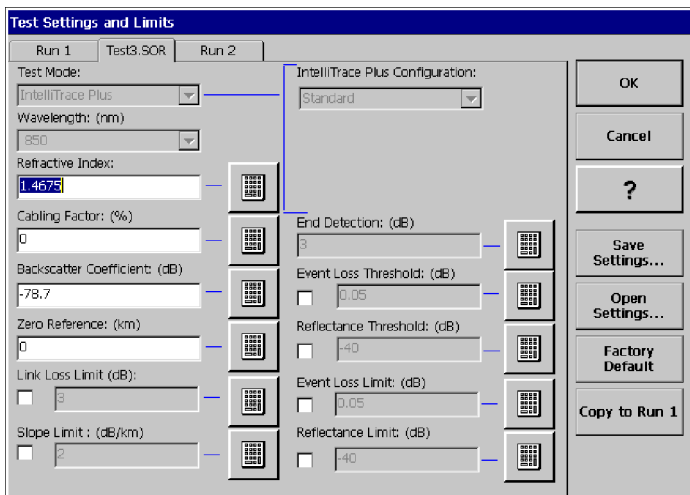 Test Settings and Limits
Run 1
Test3.SOR
Run 2
Test Mode:
IntelliTrace Plus
Wavelength: (nm)
850
Refractive Index:
1.4675
Cabling Factor: (%)
0
Backscatter Coefficient: (dB)
-78.7
Zero Reference: (km)
0
Link Loss Limit (dB):
3
Slope Limit : (dB/km)
2
IntelliTrace Plus Configuration:
Standard
End Detection: (dB)
3
Event Loss Threshold: (dB)
0.05
Reflectance Threshold: (dB)
-40
Event Loss Limit: (dB)
0.05
Reflectance Limit: (dB)
-40
OK
Cancel
?
Save
Settings...
Open
Settings...
Factory
Default
Copy to Run 1